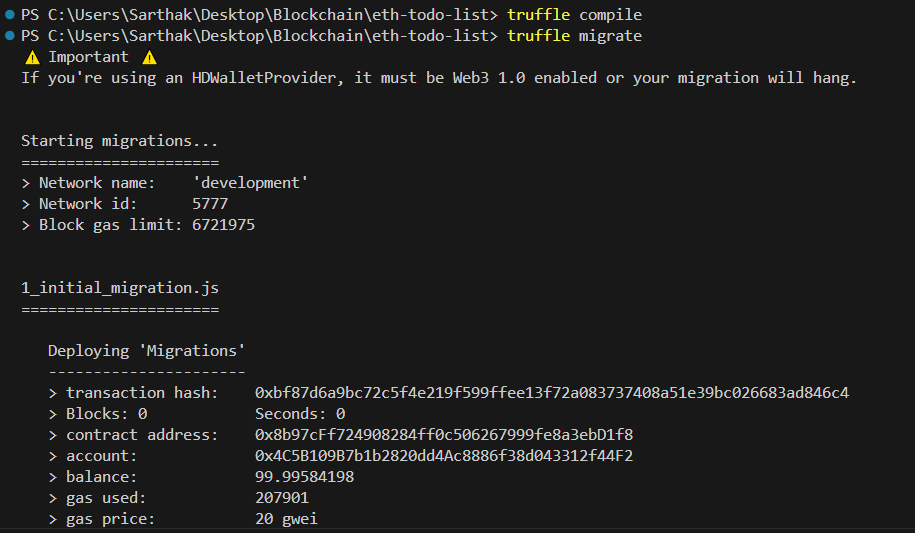 PS C:\Users\Sarthak\Desktop\Blockchain\eth-todo-list> truffle compile
PS C:\Users\Sarthak\Desktop\Blockchain\eth-todo-list> truffle migrate
⚠ Important ⚠
If you're using an HDWalletProvider, it must be Web3 1.0 enabled or your migration will hang.
Starting migrations...
======================
> Network name: 'development'
> Network id: 5777
> Block gas limit: 6721975
1_initial_migration.js
======================
Deploying 'Migrations'
----------------------
> transaction hash: 0xbf87d6a9bc72c5f4e219f599ffee13f72a083737408a51e39bc026683ad846c4
> Blocks: 0 Seconds: 0
> contract address: 0x8b97cFf724908284ff0c506267999fe8a3ebD1f8
> account: 0x4C5B109B7b1b2820dd4Ac8886f38d043312f44F2
> balance: 99.99584198
> gas used: 207901
> gas price: 20 gwei